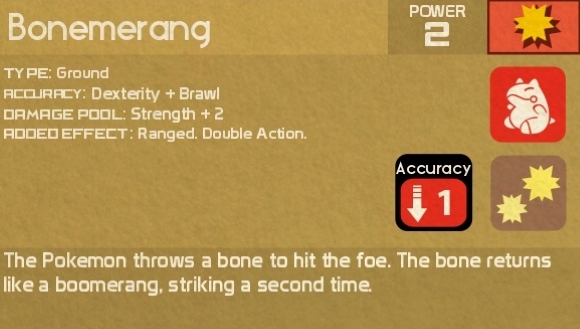 Bonemerang
POWER
2
TYPE: Ground
ACCURACY: Dexterity + Brawl
DAMAGE POOL: Strength + 2
ADDED EFFECT: Ranged. Double Action.
Accuracy
1
The Pokemon throws a bone to hit the foe. The bone returns
like a boomerang, striking a second time.